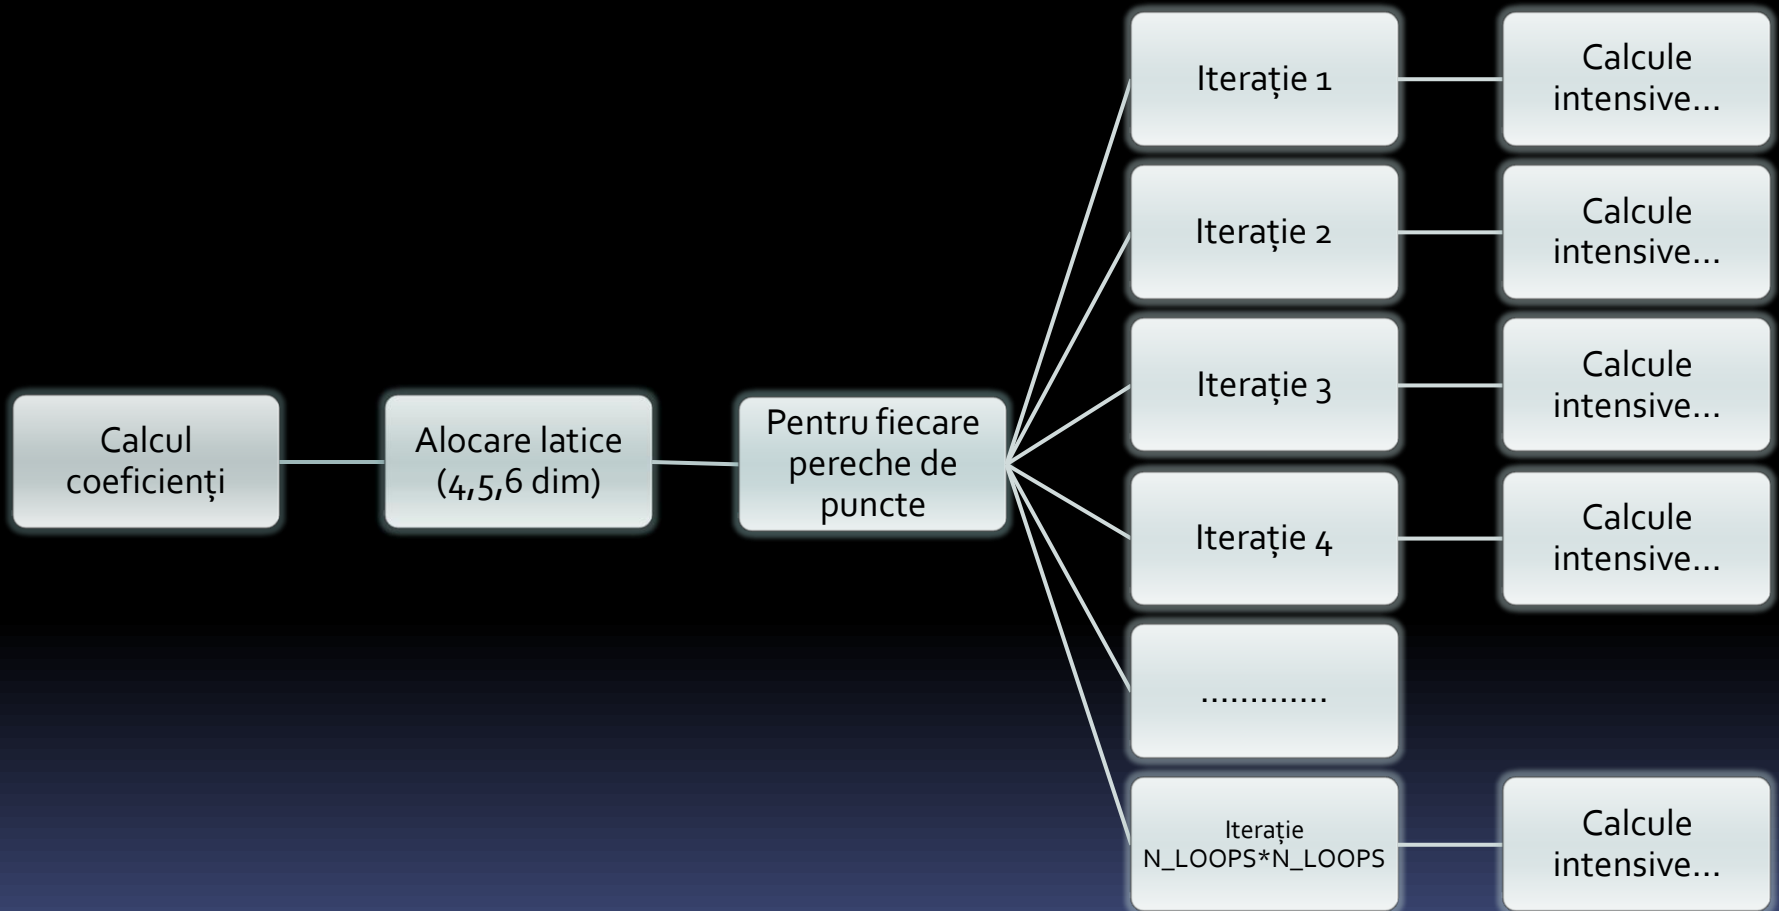 Calcul
coeficienți
Alocare latice
(4,5,6 dim)
Pentru fiecare
pereche de
puncte
Iterație 1
Calcule
intensive...
Iterație 2
Calcule
intensive...
Iterație 3
Calcule
intensive...
Iterație 4
Calcule
intensive...
.............
Iterație
N_LOOPS*N_LOOPS
Calcule
intensive...